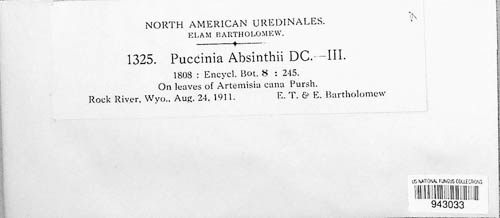 NORTH AMERICAN UREDINALES.
ELAM BARTHOLOMEW.
1325. Puccinia Absinthii DC.—III.
1808 : Encycl. Bot. 8 : 245.
On leaves of Artemisia cana Pursh.
Rock River, Wyo., Aug. 24, 1911. E. T. & E. Bartholomew
US NATIONAL FUNGUS COLLECTIONS
943033